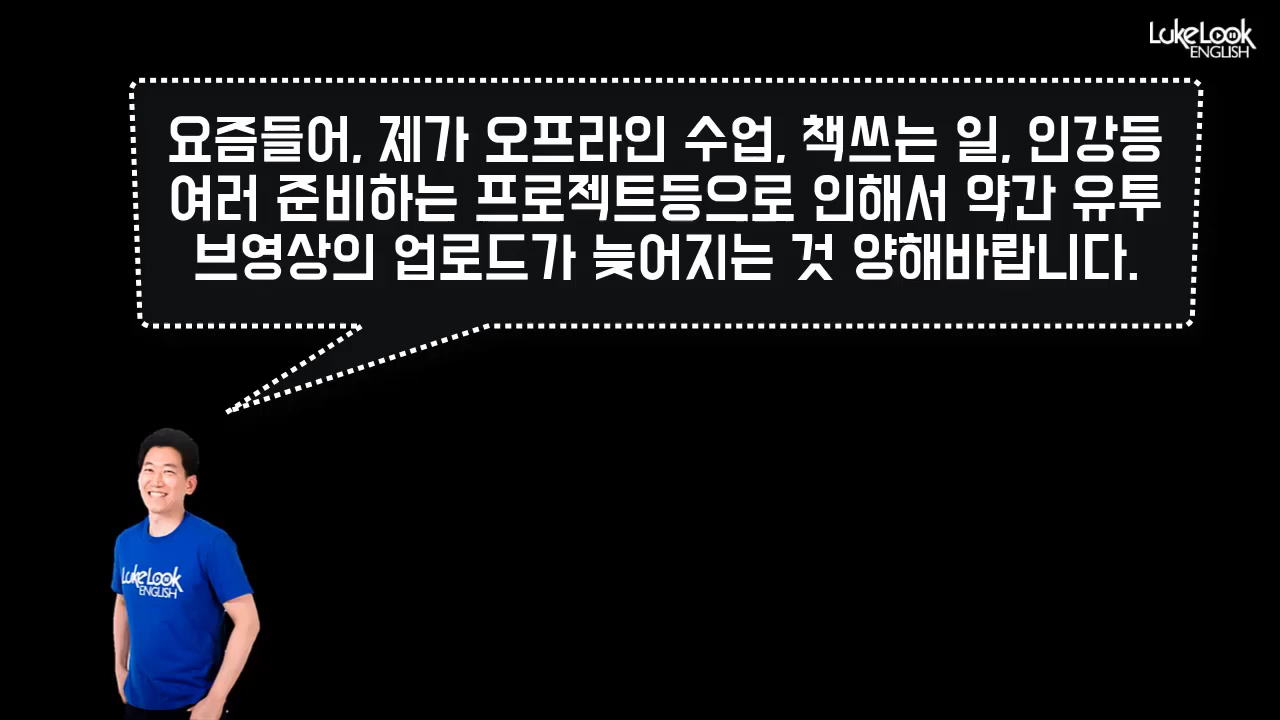 LukeLook
ENGLISH
요즘들어, 제가 오프라인 수업, 책쓰는 일, 인강등
여러 준비하는 프로젝트등으로 인해서 약간 유투
브영상의 업로드가 늦어지는 것 양해바랍니다.
LukeLook
ENGLISH